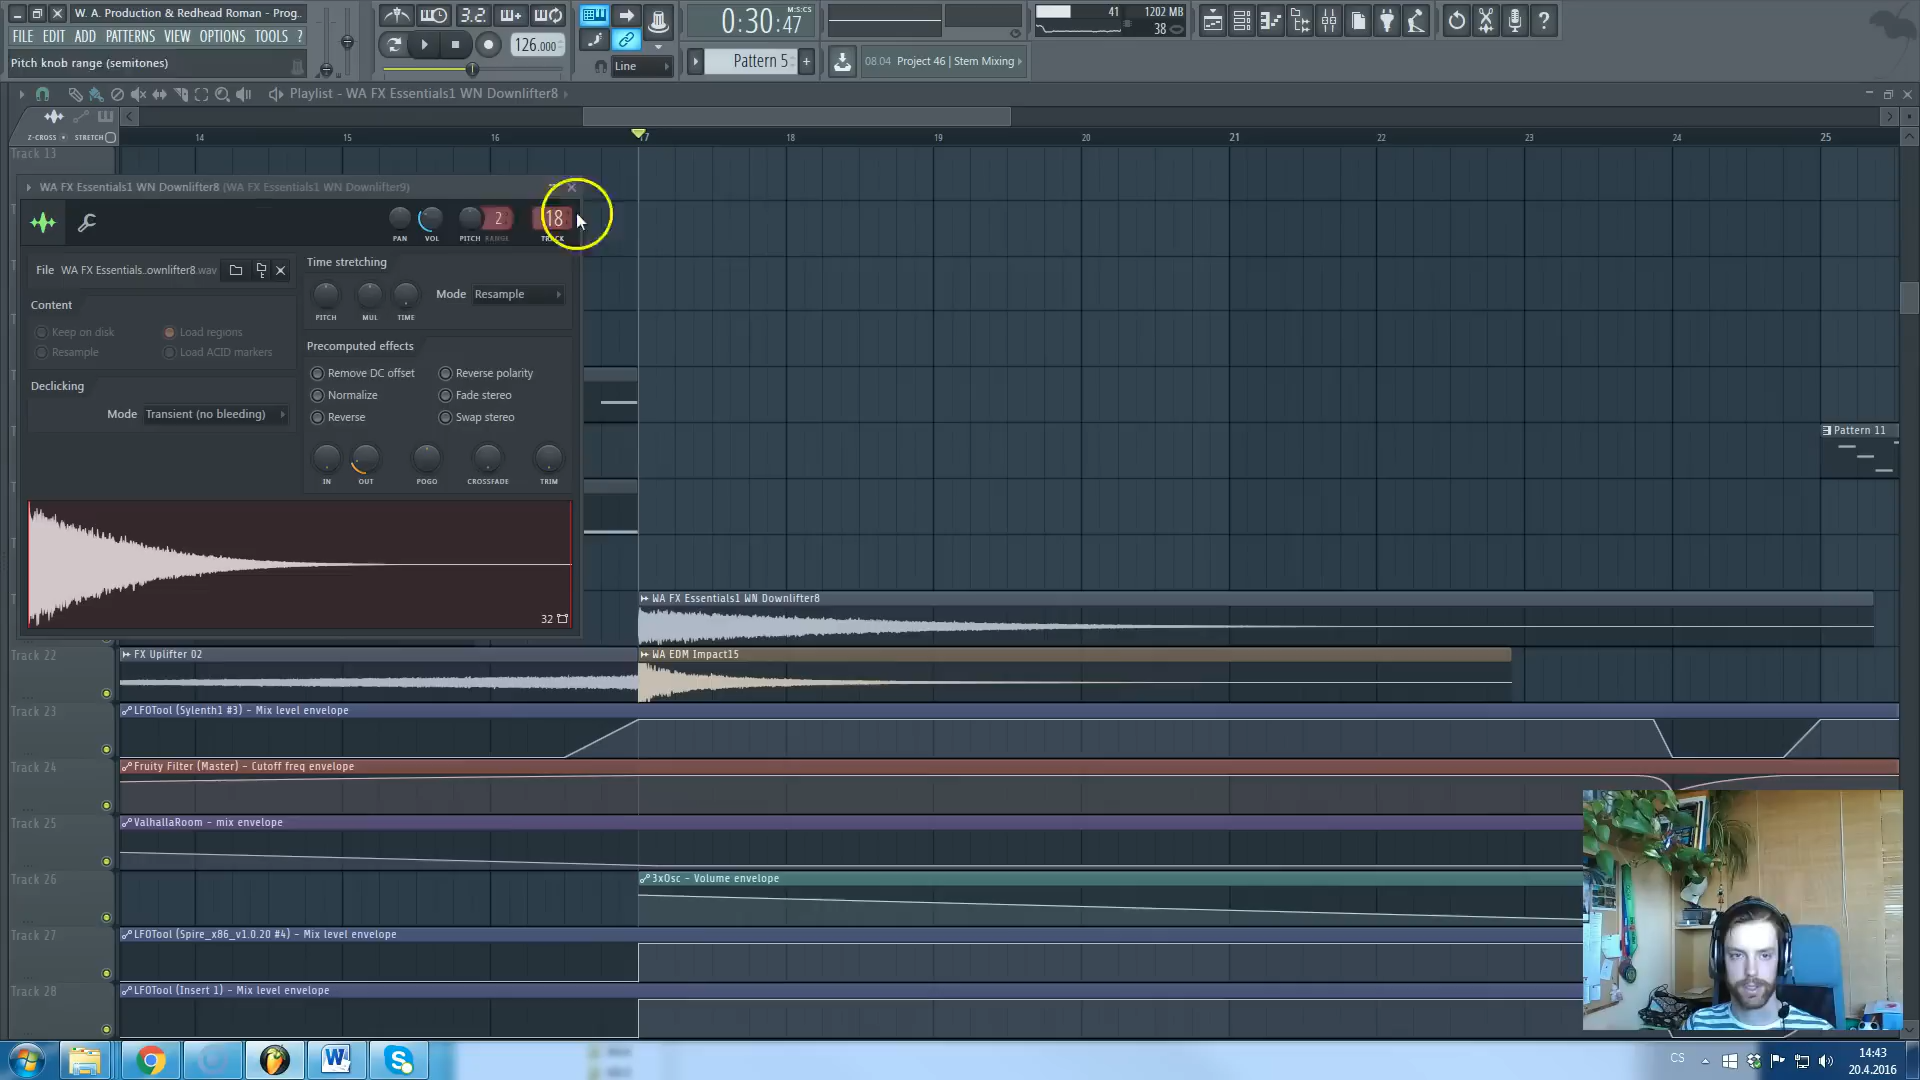 W. A. Production & Redhead Roman - Prog..
FILE EDIT ADD PATTERNS VIEW OPTIONS TOOLS ?
Pitch knob range (semitones)
3.2.
126.000
Line
0:30:47
M:S:CS
Pattern 5
+
41
1202 MB
38
08.04 Project 46 | Stem Mixing
?
Playlist - WA FX Essentials1 WN Downlifter8
Z-CROSS
STRETCH
14 15 16 17 18 19 20 21 22 23 24 25
Track 13
WA FX Essentials1 WN Downlifter8 (WA FX Essentials1 WN Downlifter9)
2
18
PAN VOL PITCH RANGE TRACK
File WA FX Essentials..ownlifter8.wav
Time stretching
PITCH MUL TIME
Mode Resample
Content
Keep on disk
Load regions
Resample
Load ACID markers
Precomputed effects
Remove DC offset
Reverse polarity
Normalize
Fade stereo
Reverse
Swap stereo
Declicking
Mode Transient (no bleeding)
IN OUT POGO CROSSFADE TRIM
32
Pattern 11
WA FX Essentials1 WN Downlifter8
Track 22
FX Uplifter 02
WA EDM Impact15
Track 23
LFOTool (Sylenth1 #3) - Mix level envelope
Track 24
Fruity Filter (Master) - Cutoff freq envelope
Track 25
ValhallaRoom - mix envelope
Track 26
3xOsc - Volume envelope
Track 27
LFOTool (Spire_x86_v1.0.20 #4) - Mix level envelope
Track 28
LFOTool (Insert 1) - Mix level envelope
CS
14:43
20.4.2016